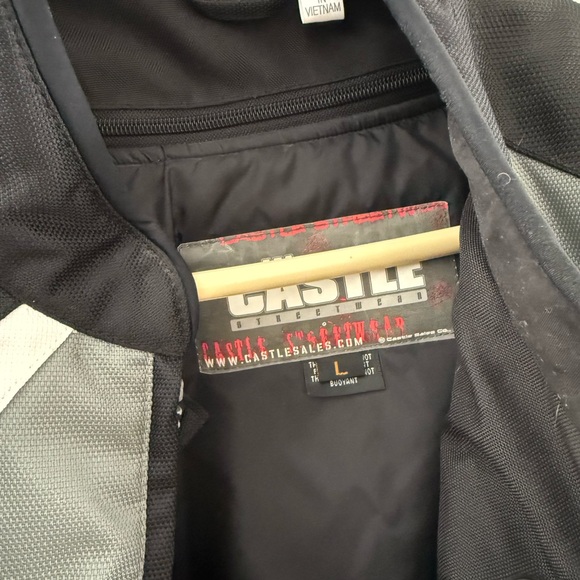 VIETNAM
CASTLE
STREETWEAR
CASTLE STREETWEAR
WWW.CASTLESALES.COM
© Castle Sales Co.,
L
BUOYANT